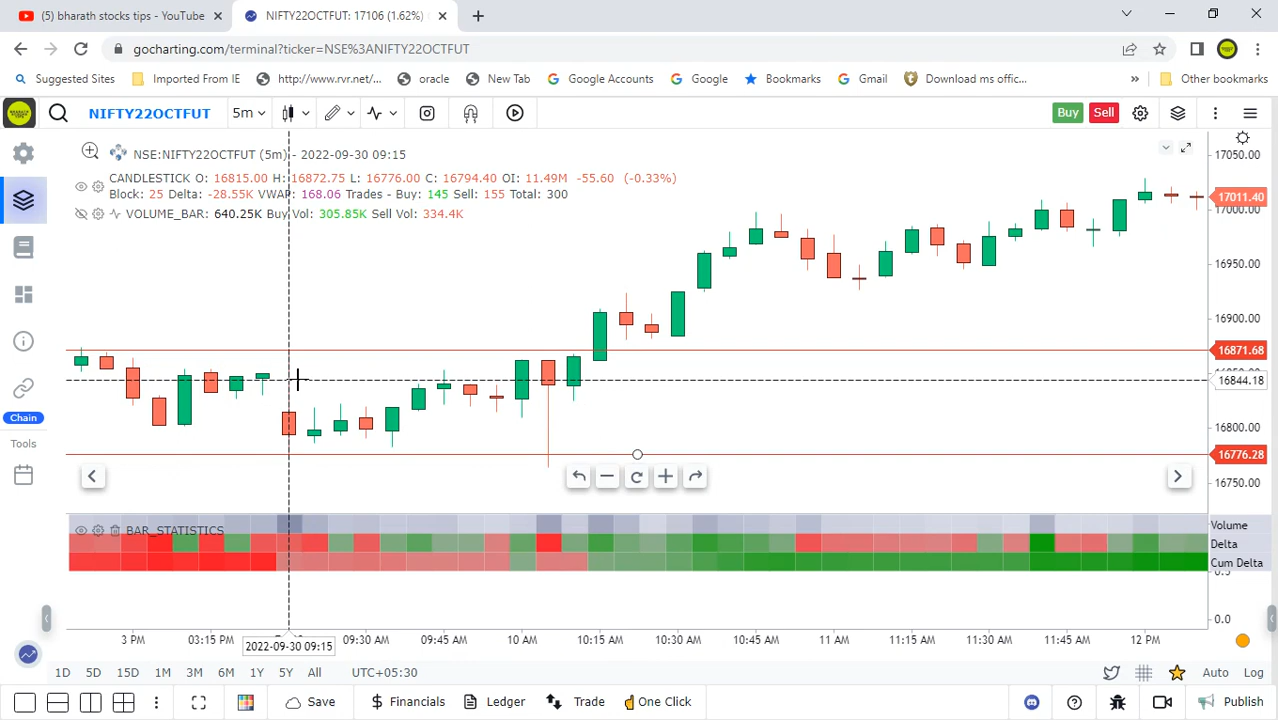 (5) bharath stocks tips - YouTube
NIFTY22OCTFUT: 17106 (1.62%)
gocharting.com/terminal?ticker=NSE%3ANIFTY22OCTFUT
Suggested Sites Imported From IE http://www.rvr.net/... oracle New Tab Google Accounts Google Bookmarks Gmail Download ms offic... » Other bookmarks
NIFTY22OCTFUT 5m Buy Sell
NSE:NIFTY22OCTFUT (5m) - 2022-09-30 09:15
CANDLESTICK O: 16815.00 H: 16872.75 L: 16776.00 C: 16794.40 OI: 11.49M -55.60 (-0.33%)
Block: 25 Delta: -28.55K VWAP: 168.06 Trades - Buy: 145 Sell: 155 Total: 300
VOLUME_BAR: 640.25K Buy Vol: 305.85K Sell Vol: 334.4K
17050.00
17011.40
17000.00
16950.00
16900.00
16871.68
16844.18
16800.00
16776.28
16750.00
Chain
Tools
BAR_STATISTICS
Volume
Delta
Cum Delta
0.5
0.0
3 PM 03:15 PM 09:30 AM 09:45 AM 10 AM 10:15 AM 10:30 AM 10:45 AM 11 AM 11:15 AM 11:30 AM 11:45 AM 12 PM
2022-09-30 09:15
1D 5D 15D 1M 3M 6M 1Y 5Y All UTC+05:30 Auto Log
Save Financials Ledger Trade One Click Publish